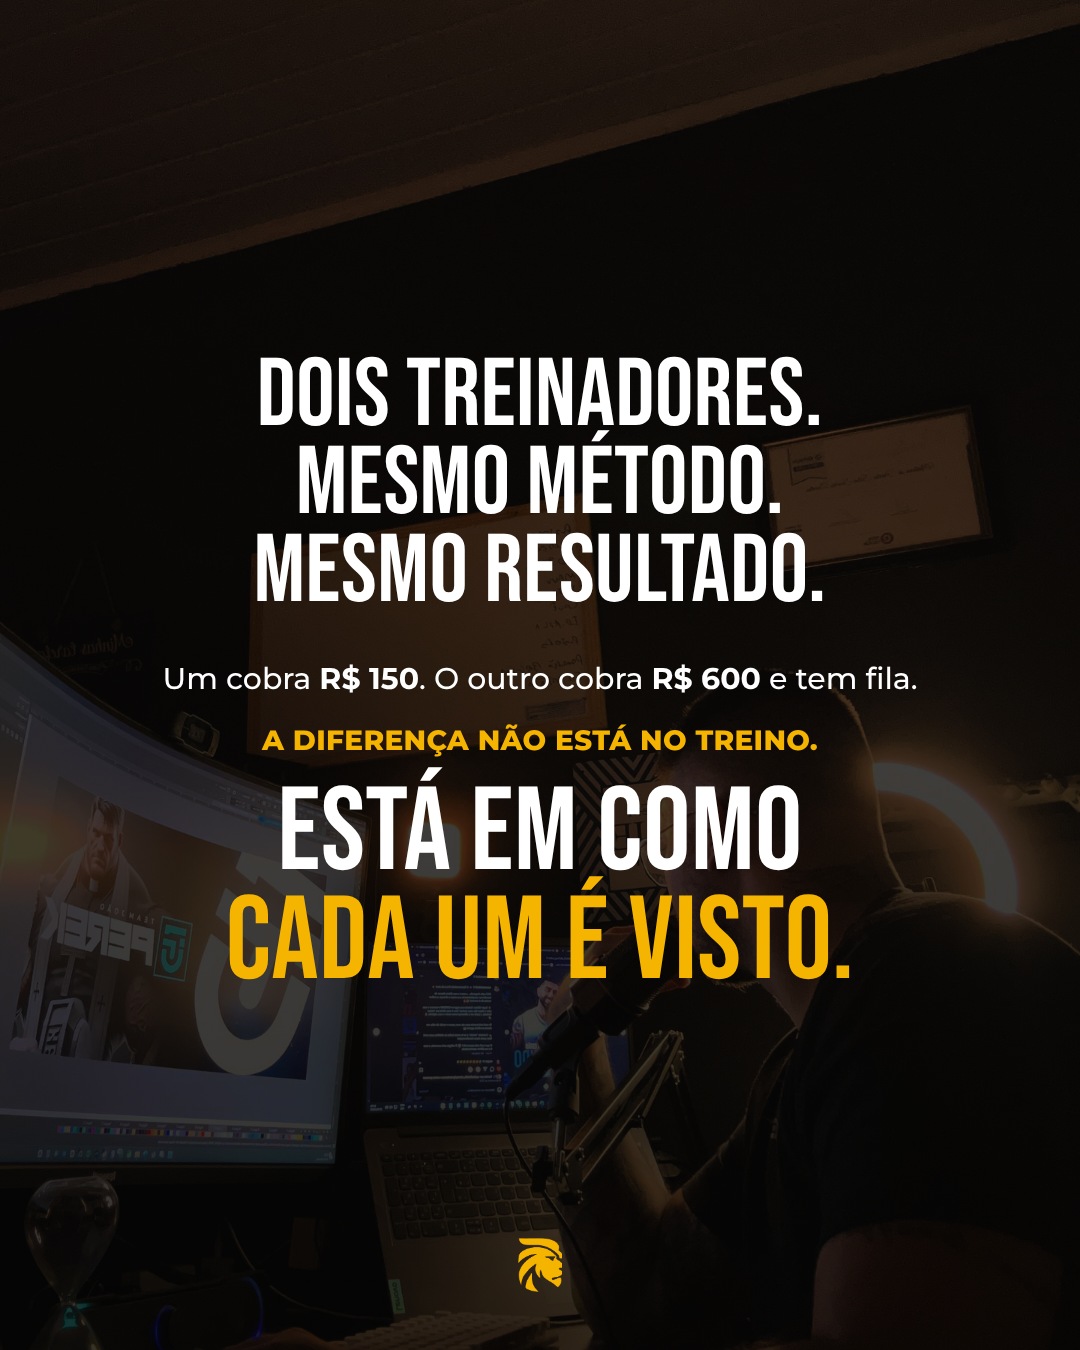 DOIS TREINADORES.
MESMO MÉTODO.
MESMO RESULTADO.
Um cobra R$ 150. O outro cobra R$ 600 e tem fila.
A DIFERENÇA NÃO ESTÁ NO TREINO.
ESTÁ EM COMO
CADA UM É VISTO.
PEREK